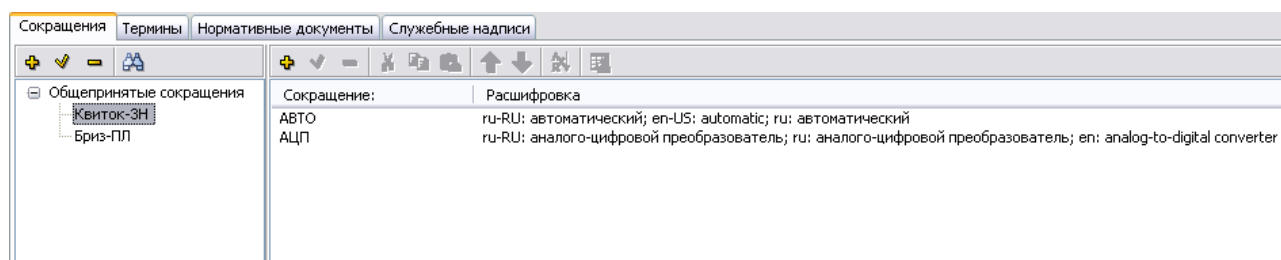 Сокращения Термины Нормативные документы Служебные надписи
Общепринятые сокращения
Квиток-3Н
Бриз-ПЛ
Сокращение: Расшифровка
АВТО ru-RU: автоматический; en-US: automatic; ru: автоматический
АЦП ru-RU: аналого-цифровой преобразователь; ru: аналого-цифровой преобразователь; en: analog-to-digital converter